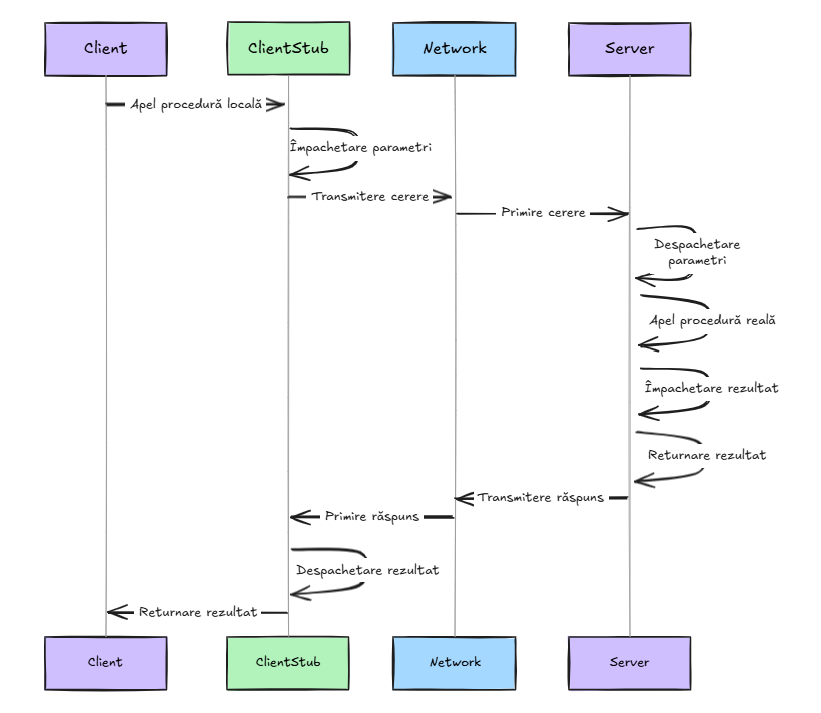 Client
ClientStub
Network
Server
Apel procedură locală
Împachetare parametri
Transmitere cerere
Primire cerere
Despachetare
parametri
Apel procedură reală
Împachetare rezultat
Returnare rezultat
Transmitere răspuns
Primire răspuns
Despachetare rezultat
Returnare rezultat
Client
ClientStub
Network
Server